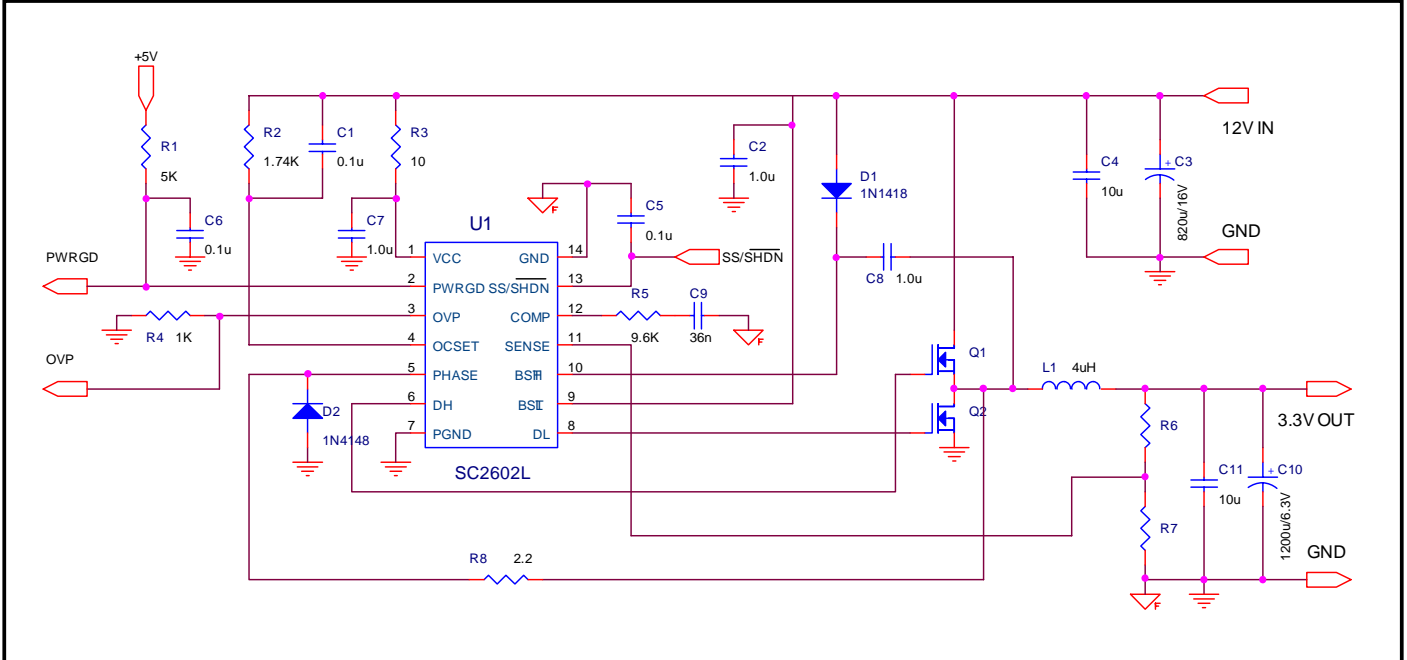 +5V
R1
5K
R2
1.74K
C1
0.1u
R3
10
C2
1.0u
D1
1N1418
C4
10u
C3
+
820u/16V
12V IN
GND
C6
0.1u
C7
1.0u
C5
0.1u
SS/SHDN
C8
1.0u
U1
PWRGD
OVP
R4
1K
1
VCC
2
PWRGD
3
OVP
4
OCSET
5
PHASE
6
DH
7
PGND
14
GND
13
SS/SHDN
12
COMP
11
SENSE
10
BSTH
9
BSTL
8
DL
SC2602L
R5
9.6K
C9
36n
F
F
D2
1N4148
Q1
Q2
L1
4uH
3.3V OUT
R6
R7
C11
10u
+
C10
1200u/6.3V
GND
F
R8
2.2